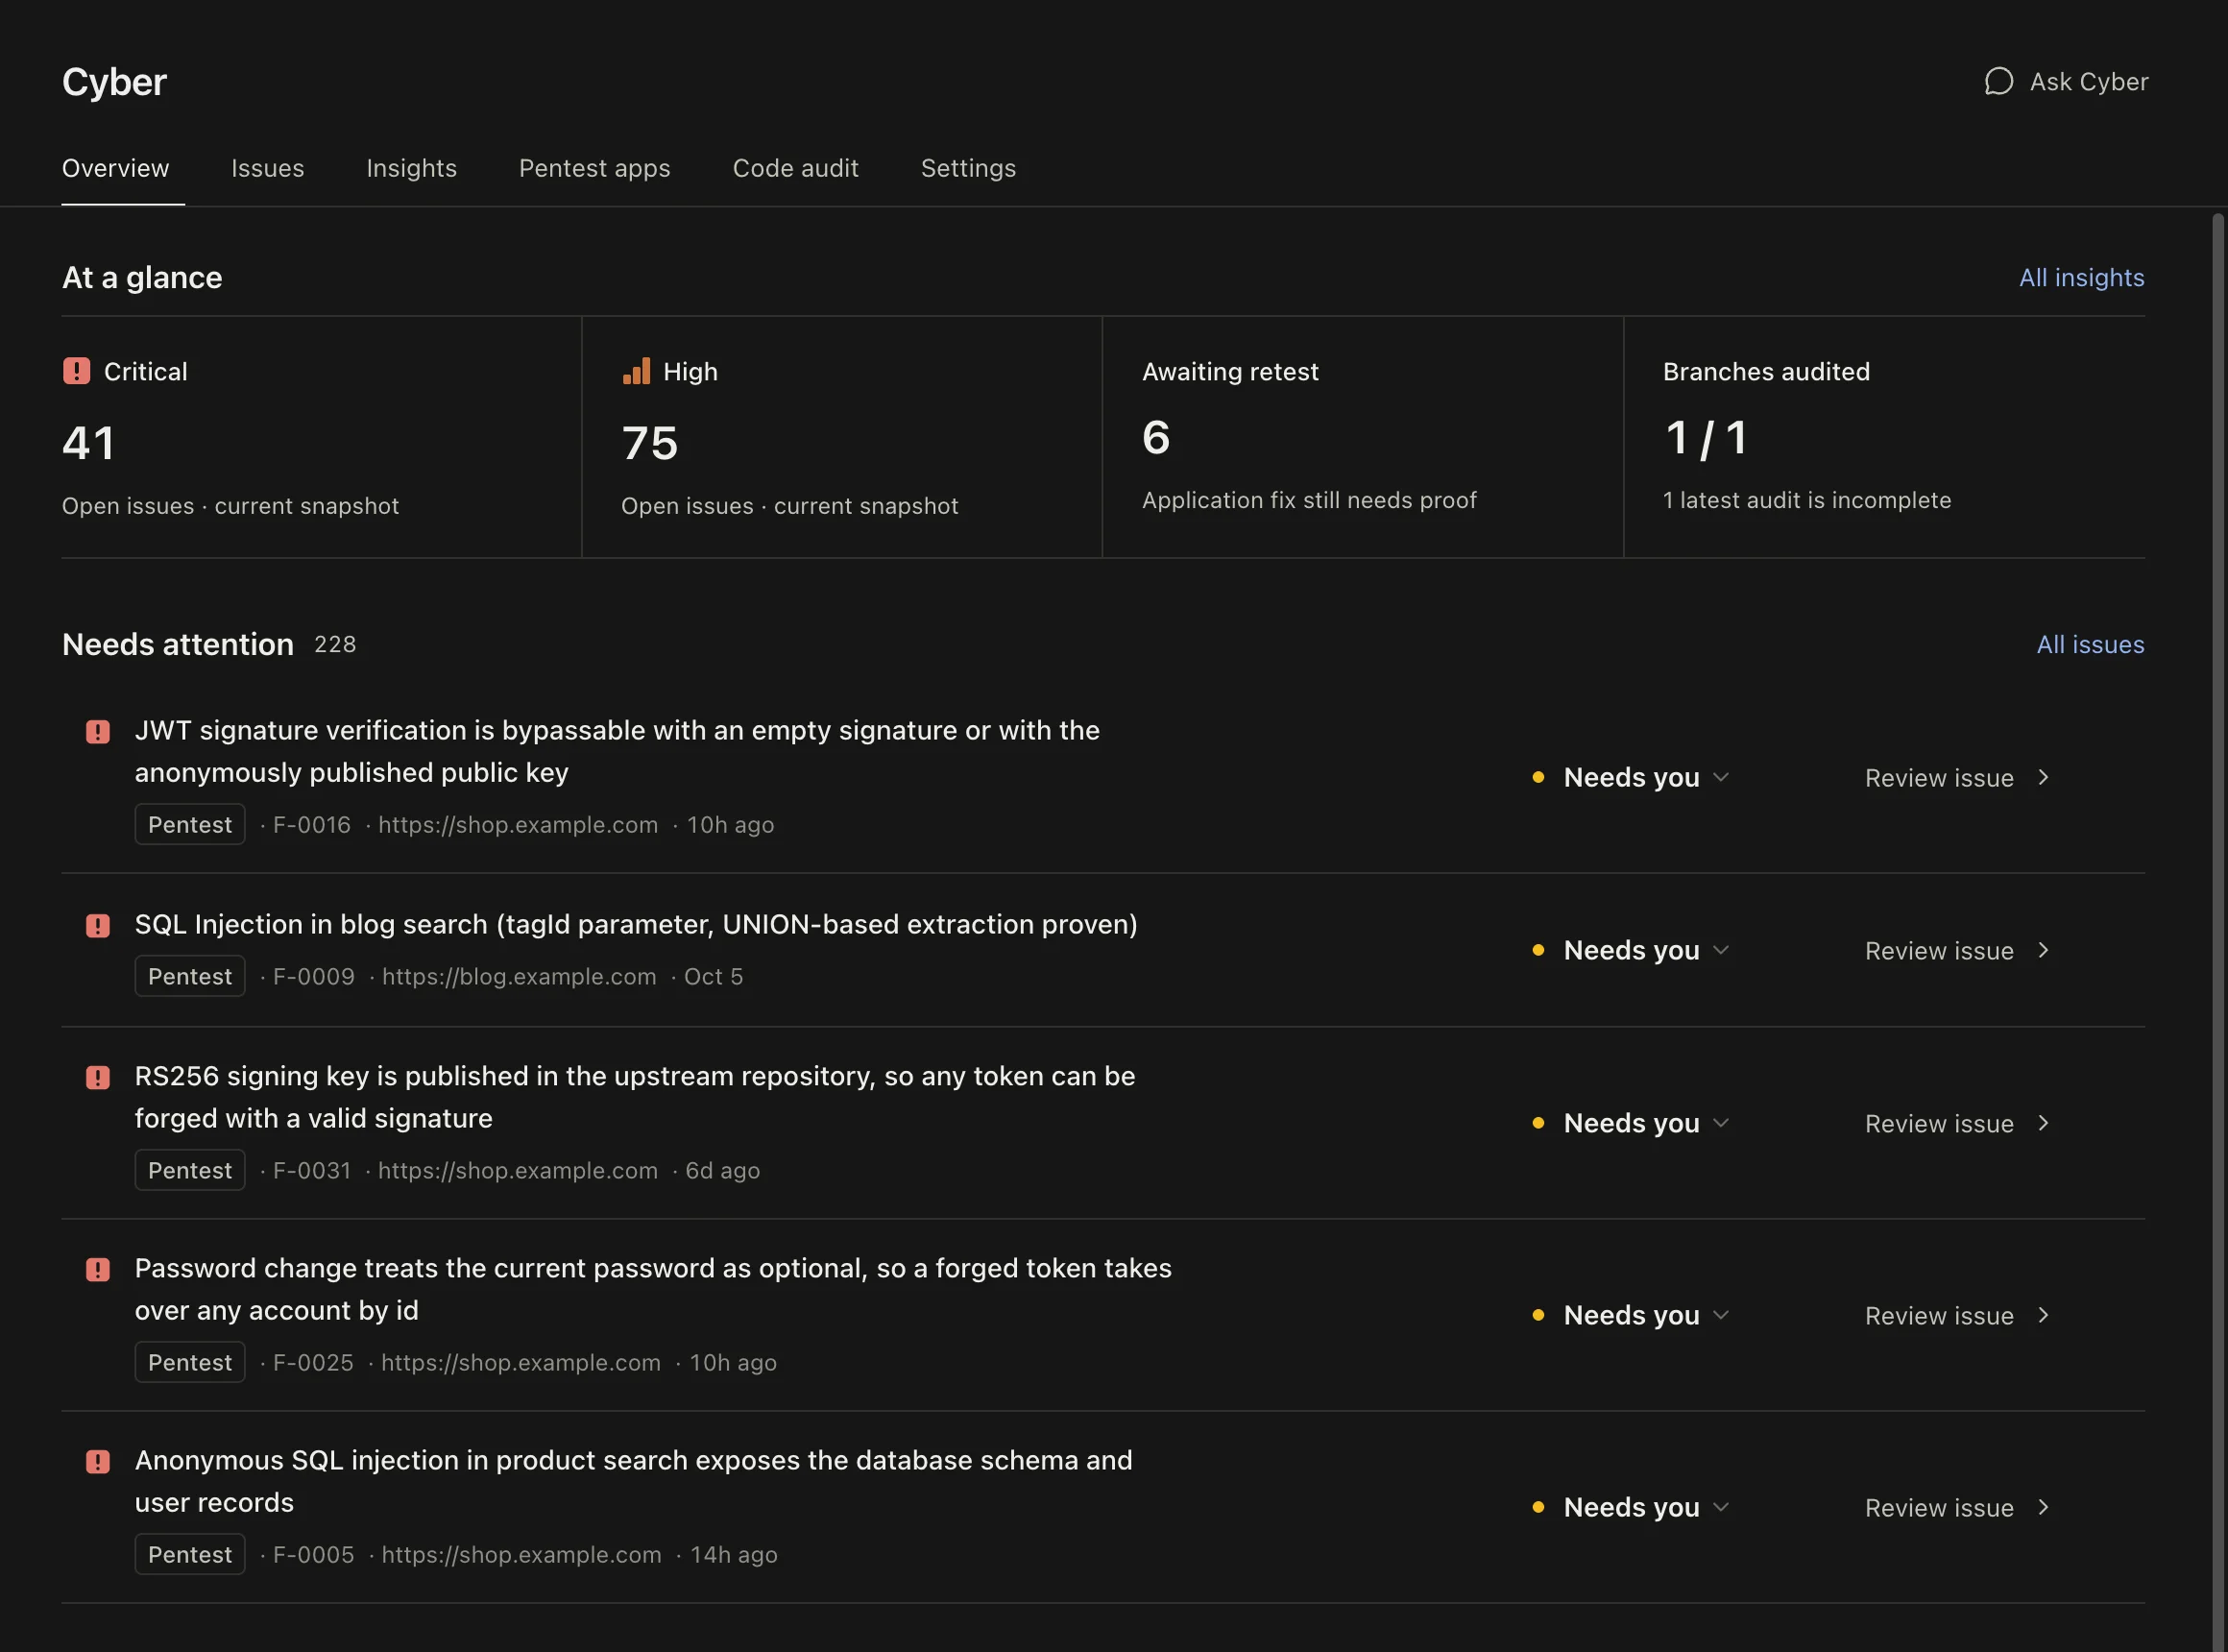 Cyber
Ask Cyber
Overview Issues Insights Pentest apps Code audit Settings
At a glance
All insights
Critical
41
Open issues · current snapshot
High
75
Open issues · current snapshot
Awaiting retest
6
Application fix still needs proof
Branches audited
1 / 1
1 latest audit is incomplete
Needs attention 228
All issues
JWT signature verification is bypassable with an empty signature or with the
anonymously published public key
Pentest · F-0016 · https://shop.example.com · 10h ago
Needs you
Review issue
SQL Injection in blog search (tagId parameter, UNION-based extraction proven)
Pentest · F-0009 · https://blog.example.com · Oct 5
Needs you
Review issue
RS256 signing key is published in the upstream repository, so any token can be
forged with a valid signature
Pentest · F-0031 · https://shop.example.com · 6d ago
Needs you
Review issue
Password change treats the current password as optional, so a forged token takes
over any account by id
Pentest · F-0025 · https://shop.example.com · 10h ago
Needs you
Review issue
Anonymous SQL injection in product search exposes the database schema and
user records
Pentest · F-0005 · https://shop.example.com · 14h ago
Needs you
Review issue